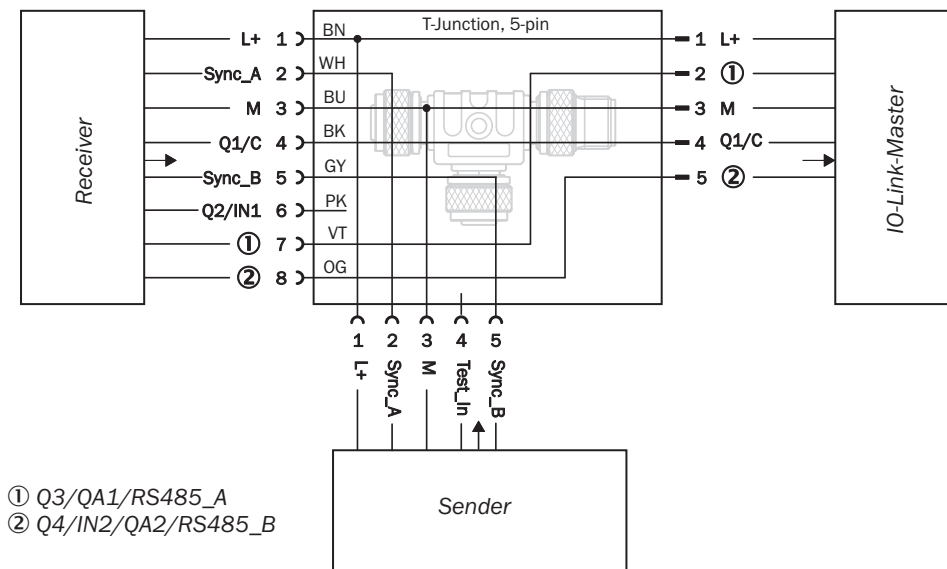 T-Junction, 5-pin
L+ 1 BN 1 L+
Sync_A 2 WH 2 ①
M 3 BU 3 M
Q1/C 4 BK 4 Q1/C
Sync_B 5 GY 5 ②
Q2/IN1 6 PK
① 7 VT
② 8 OG
Receiver
IO-Link-Master
1 2 3 4 5
L+ Sync_A M Test_In Sync_B
Sender
① Q3/QA1/RS485_A
② Q4/IN2/QA2/RS485_B